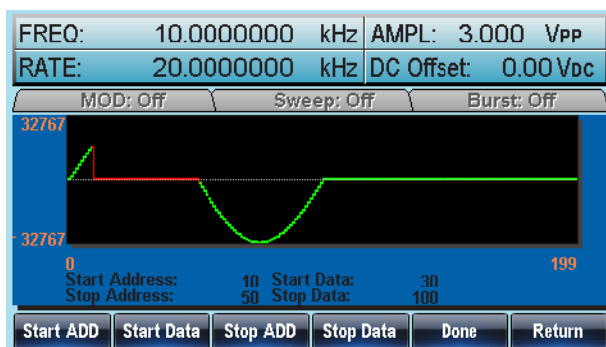 FREQ: 10.0000000 kHz AMPL: 3.000 VPP
RATE: 20.0000000 kHz DC Offset: 0.00 VDC
MOD: Off Sweep: Off Burst: Off
32767
- 32767
0 199
Start Address: 10 Start Data: 30
Stop Address: 50 Stop Data: 100
Start ADD Start Data Stop ADD Stop Data Done Return